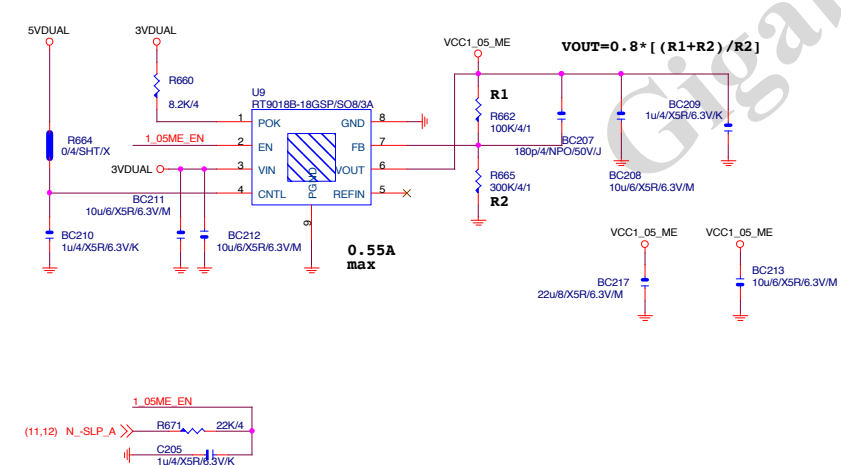 5VDUAL
3VDUAL
VCC1_05_ME
VOUT=0.8*[(R1+R2)/R2]
R660
8.2K/4
U9
RT9018B-18GSP/SO8/3A
R1
R662
100K/4/1
BC209
1u/4/X5R/6.3V/K
1
POK
GND
8
R664
0/4/SHT/X
1_05ME_EN
2
EN
FB
7
BC207
180p/4/NPO/50V/J
3VDUAL
3
VIN
VOUT
6
R665
300K/4/1
R2
BC208
10u/6/X5R/6.3V/M
4
CNTL
PGND
REFIN
5
BC211
10u/6/X5R/6.3V/M
9
BC210
1u/4/X5R/6.3V/K
BC212
10u/6/X5R/6.3V/M
0.55A
max
VCC1_05_ME
VCC1_05_ME
BC217
22u/8/X5R/6.3V/M
BC213
10u/6/X5R/6.3V/M
1_05ME_EN
(11,12) N_-SLP_A
R671
22K/4
C205
1u/4/X5R/6.3V/K
Giga